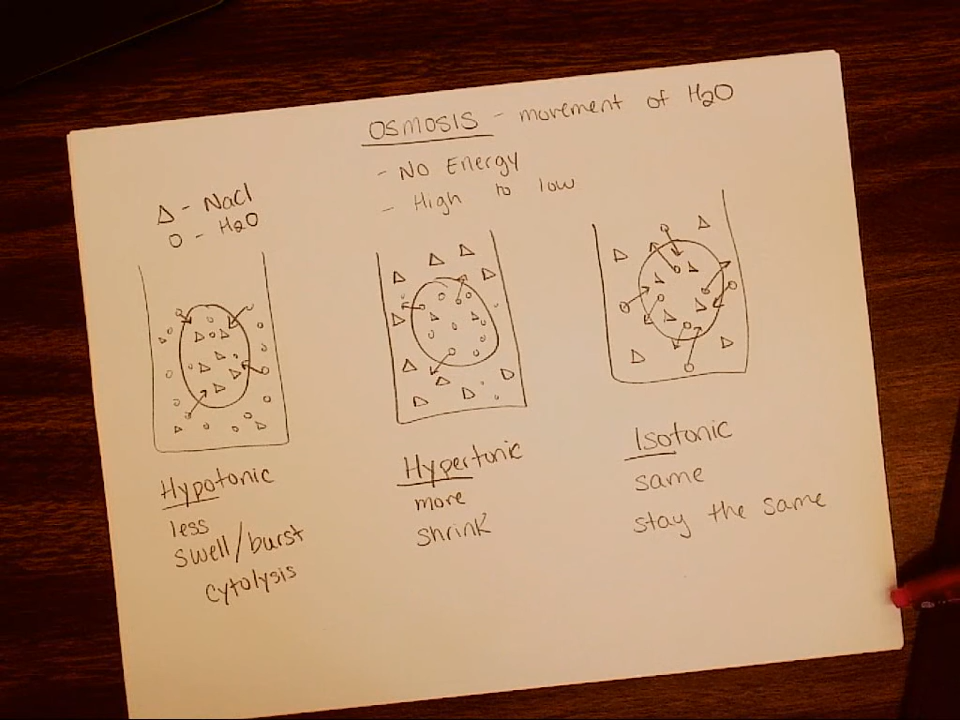 OSMOSIS - movement of H2O
- No Energy
- High to low
Δ - NaCl
O - H2O
Hypotonic
less
swell/burst
cytolysis
Hypertonic
more
shrink
Isotonic
same
stay the same